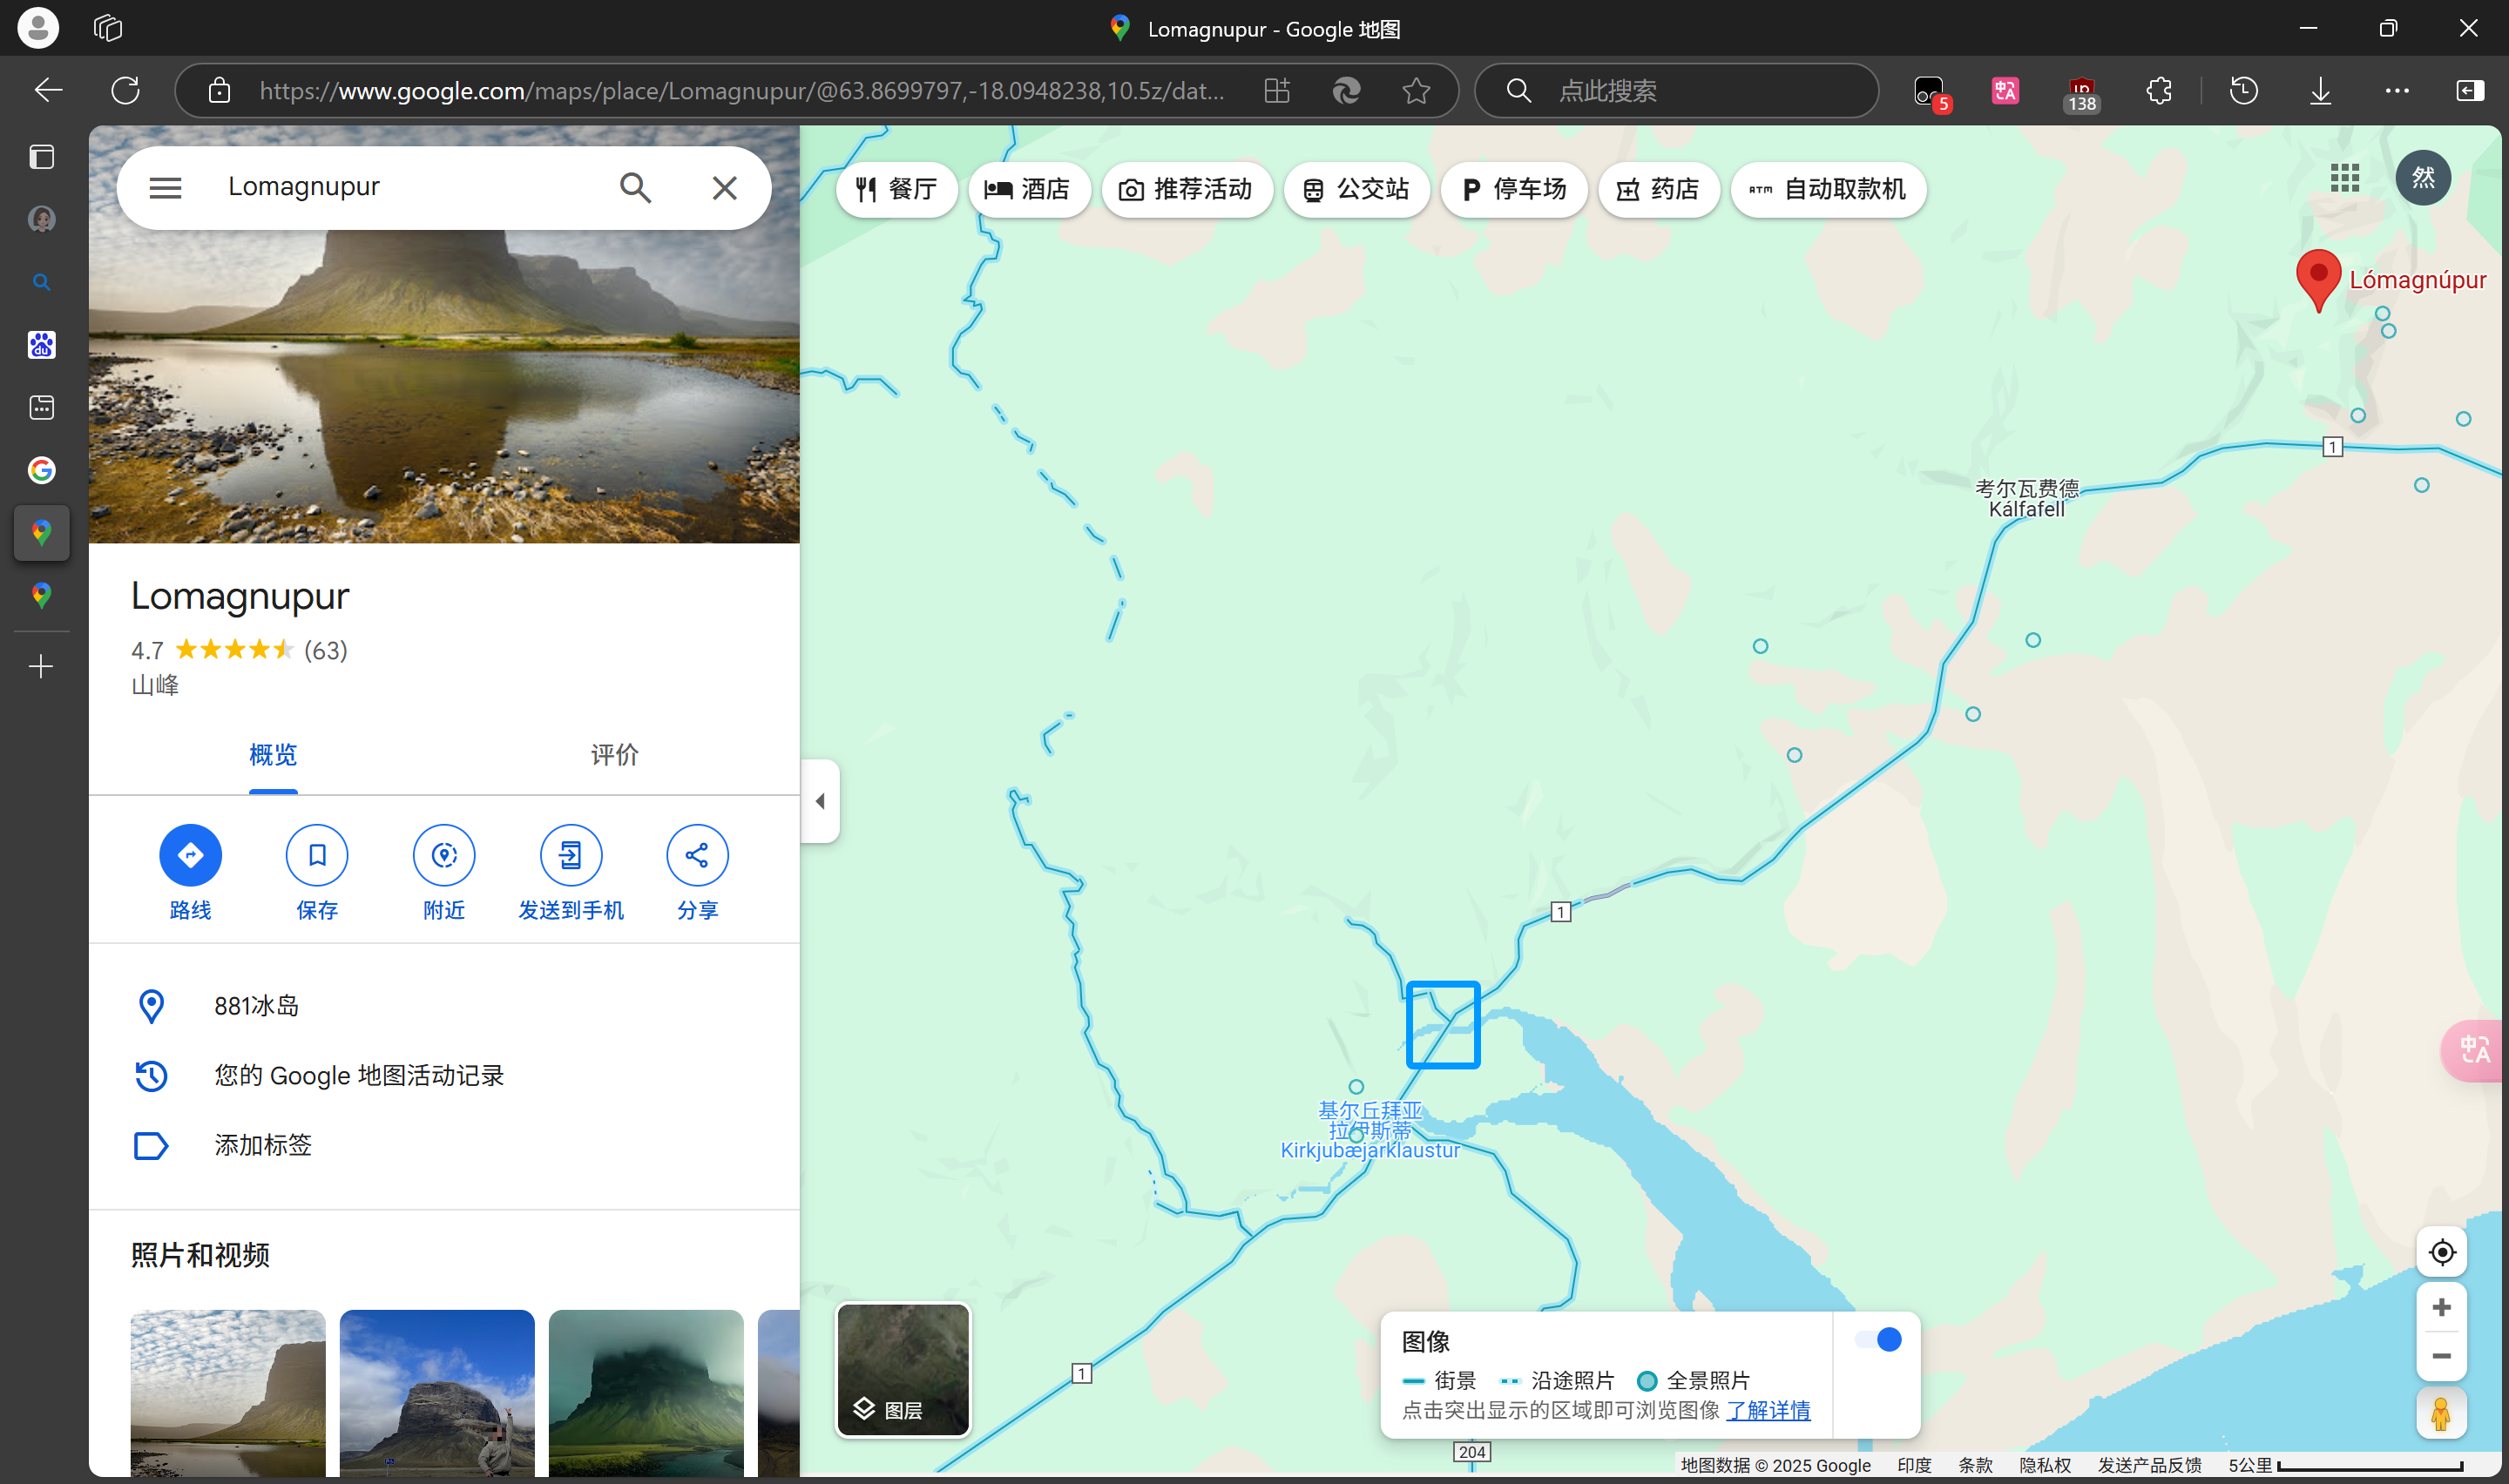 Lomagnupur - Google 地图
https://www.google.com/maps/place/Lomagnupur/@63.8699797,-18.0948238,10.5z/dat...
点此搜索
5
138
Lomagnupur
餐厅
酒店
推荐活动
公交站
停车场
药店
ATM 自动取款机
然
Lómagnúpur
1
考尔瓦费德
Kálfafell
Lomagnupur
4.7 (63)
山峰
概览
评价
路线
保存
附近
发送到手机
分享
1
881冰岛
您的 Google 地图活动记录
添加标签
基尔丘拜亚
拉伊斯蒂
Kirkjubæjarklaustur
照片和视频
1
图层
图像
街景
沿途照片
全景照片
点击突出显示的区域即可浏览图像 了解详情
204
地图数据 © 2025 Google 印度 条款 隐私权 发送产品反馈 5公里